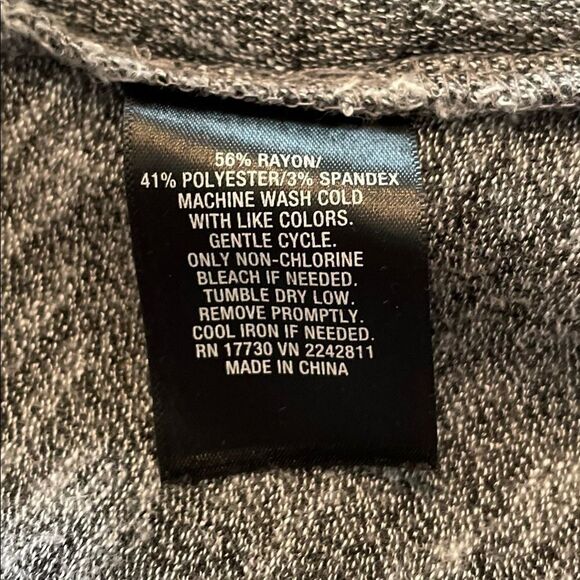 56% RAYON/
41% POLYESTER/3% SPANDEX
MACHINE WASH COLD
WITH LIKE COLORS.
GENTLE CYCLE.
ONLY NON-CHLORINE
BLEACH IF NEEDED.
TUMBLE DRY LOW.
REMOVE PROMPTLY.
COOL IRON IF NEEDED.
RN 17730 VN 2242811
MADE IN CHINA